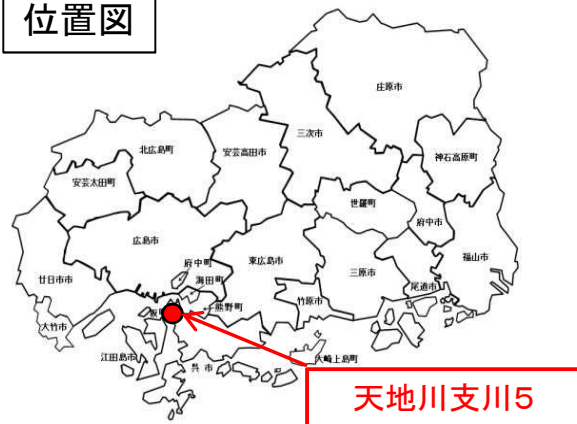 位置図
庄原市
三次市
北広島町
安芸高田市
神石高原町
安芸太田町
世羅町
府中市
広島市
府中町
東広島市
三原市
福山市
海田町
廿日市市
尾道市
熊野町
竹原市
大竹市
江田島市
呉市
大崎上島町
天地川支川5